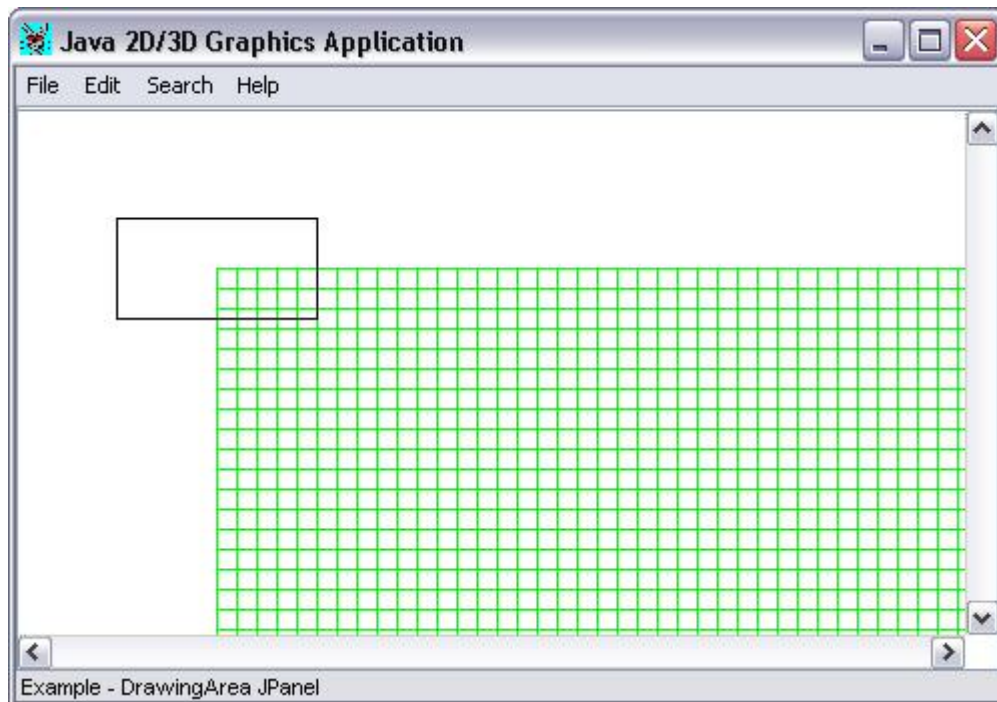 Java 2D/3D Graphics Application
File Edit Search Help
Example - DrawingArea JPanel